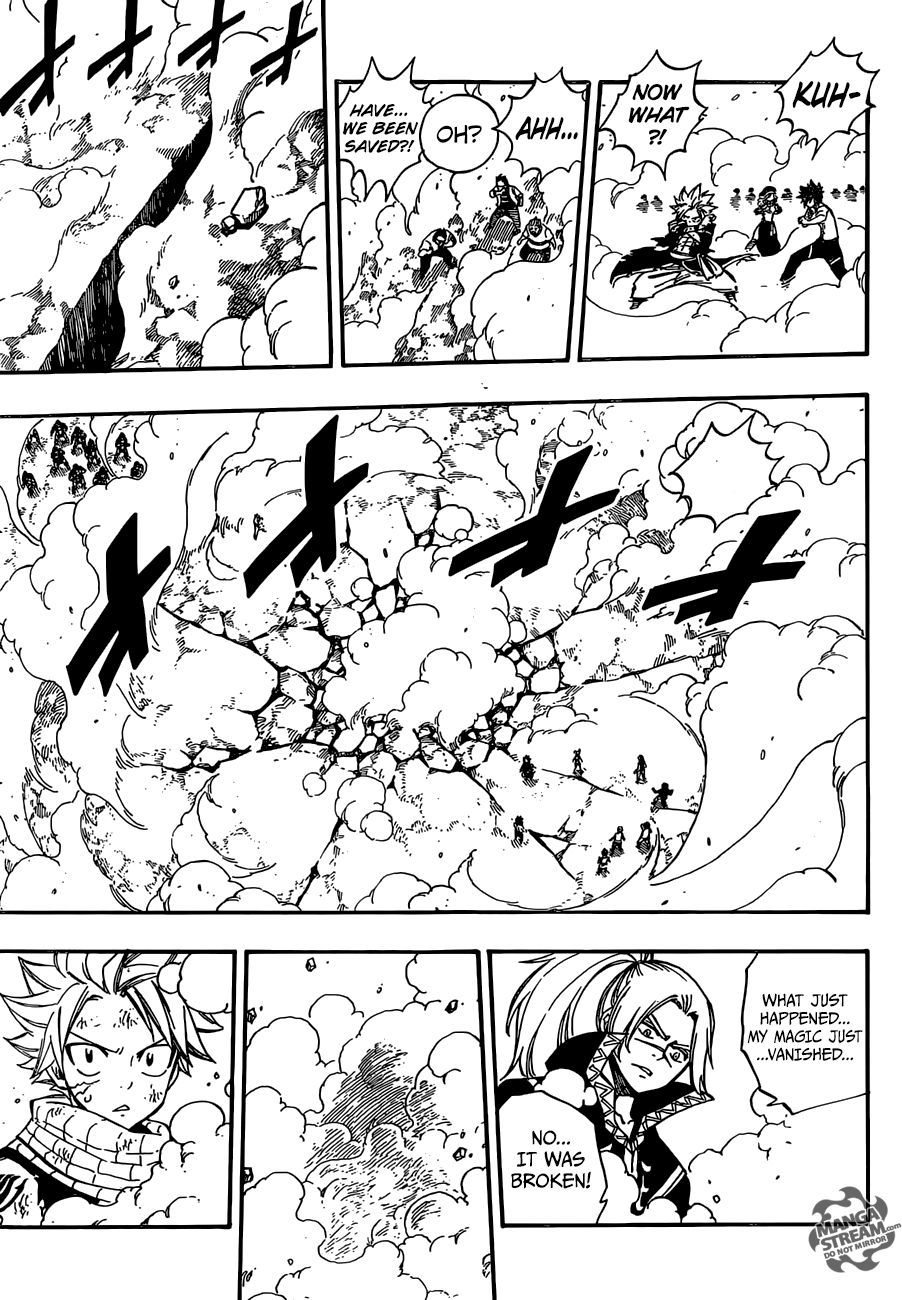 KUH-
NOW
WHAT
?!
AHH...
OH?
HAVE...
WE BEEN
SAVED?!
WHAT JUST
HAPPENED...
MY MAGIC JUST
...VANISHED...
NO...
IT WAS
BROKEN!
MANGA
STREAM.com
DO NOT MIRROR